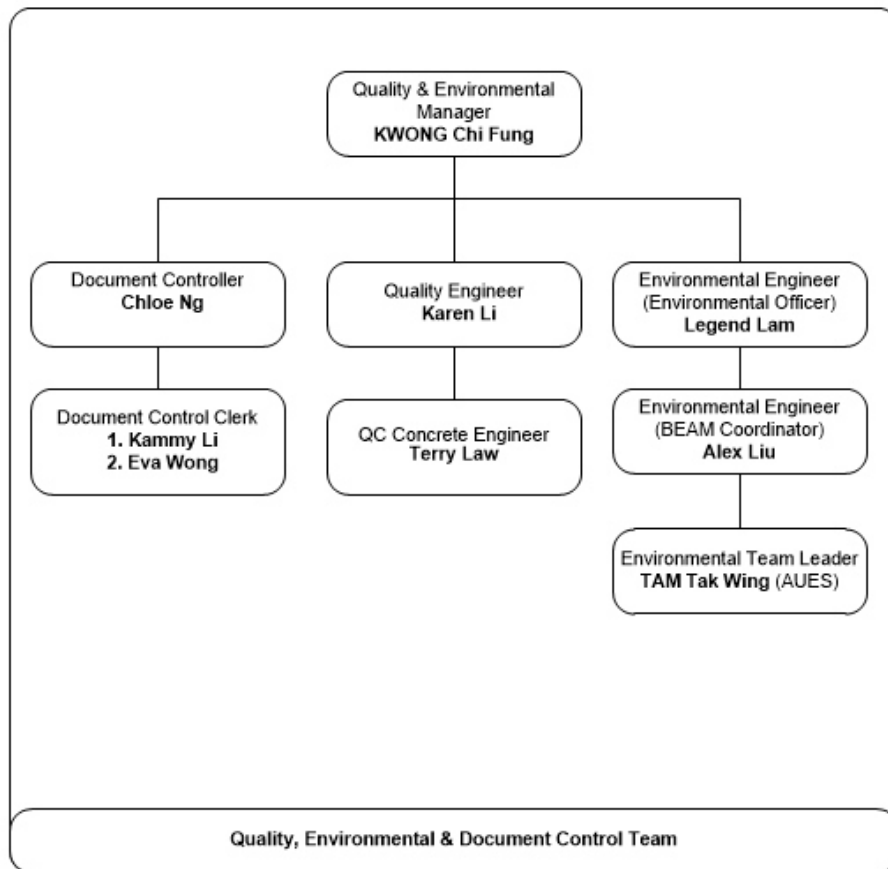 Quality & Environmental
Manager
KWONG Chi Fung
Document Controller
Chloe Ng
Quality Engineer
Karen Li
Environmental Engineer
(Environmental Officer)
Legend Lam
Document Control Clerk
1. Kammy Li
2. Eva Wong
QC Concrete Engineer
Terry Law
Environmental Engineer
(BEAM Coordinator)
Alex Liu
Environmental Team Leader
TAM Tak Wing (AUES)
Quality, Environmental & Document Control Team